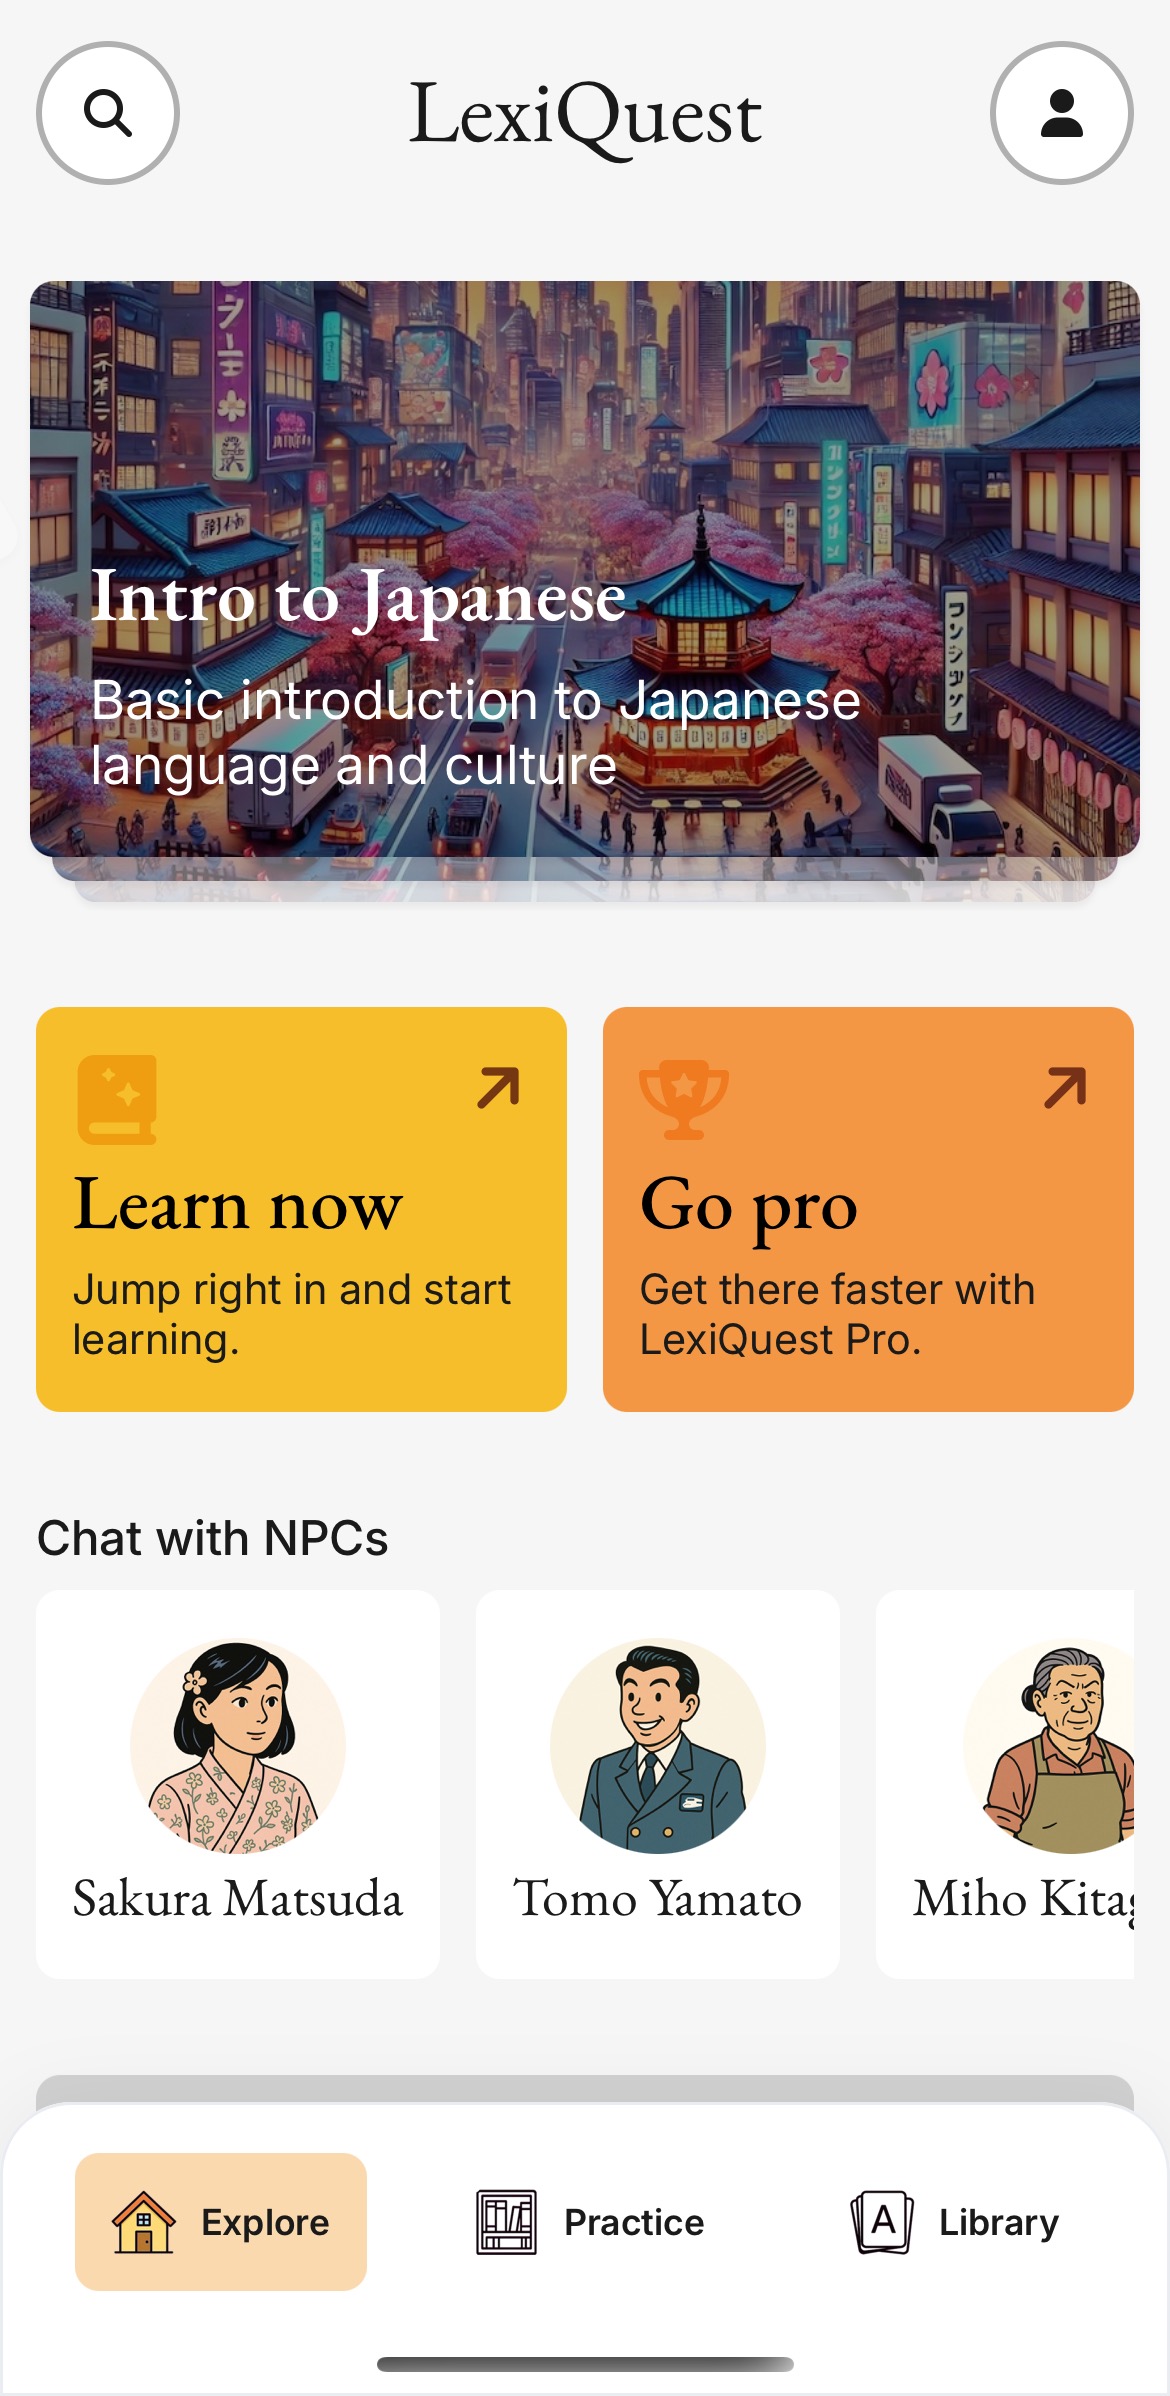 LexiQuest
Intro to Japanese
Basic introduction to Japanese
language and culture
Learn now
Jump right in and start
learning.
Go pro
Get there faster with
LexiQuest Pro.
Chat with NPCs
Sakura Matsuda
Tomo Yamato
Miho
Explore
Practice
A
Library